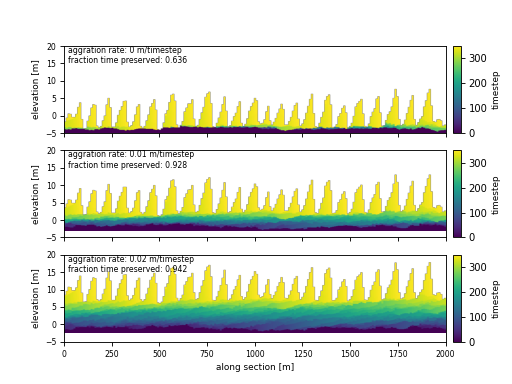 aggration rate: 0 m/timestep
fraction time preserved: 0.636
elevation [m]
20
15
10
5
0
−5
300
200
100
0
timestep
aggration rate: 0.01 m/timestep
fraction time preserved: 0.928
elevation [m]
20
15
10
5
0
−5
300
200
100
0
timestep
aggration rate: 0.02 m/timestep
fraction time preserved: 0.942
elevation [m]
20
15
10
5
0
−5
300
200
100
0
timestep
0 250 500 750 1000 1250 1500 1750 2000
along section [m]